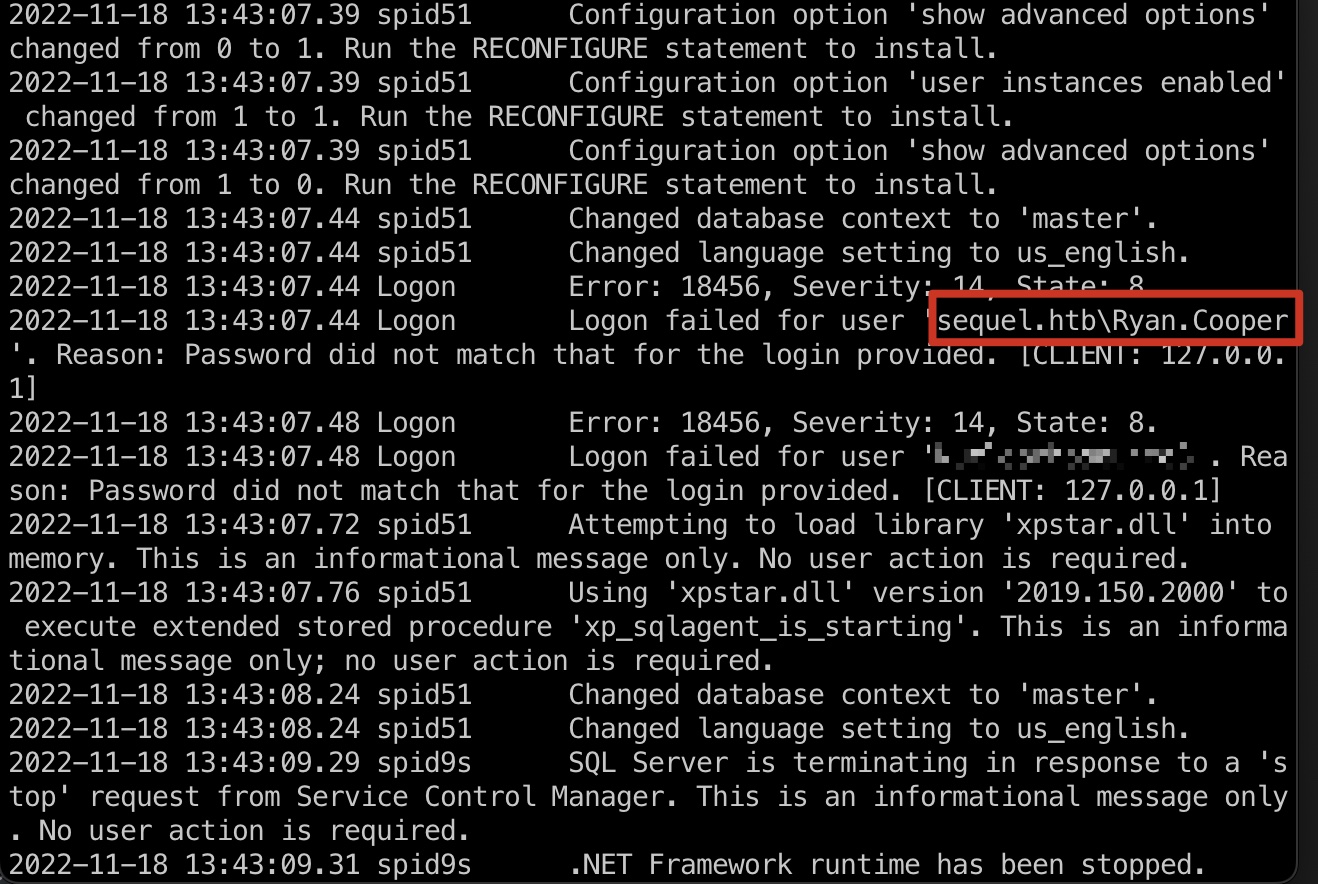 2022-11-18 13:43:07.39 spid51      Configuration option 'show advanced options'
changed from 0 to 1. Run the RECONFIGURE statement to install.
2022-11-18 13:43:07.39 spid51      Configuration option 'user instances enabled'
 changed from 1 to 1. Run the RECONFIGURE statement to install.
2022-11-18 13:43:07.39 spid51      Configuration option 'show advanced options'
changed from 1 to 0. Run the RECONFIGURE statement to install.
2022-11-18 13:43:07.44 spid51      Changed database context to 'master'.
2022-11-18 13:43:07.44 spid51      Changed language setting to us_english.
2022-11-18 13:43:07.44 Logon       Error: 18456, Severity: 14, State: 8.
2022-11-18 13:43:07.44 Logon       Logon failed for user 'sequel.htb\Ryan.Cooper
'. Reason: Password did not match that for the login provided. [CLIENT: 127.0.0.
1]
2022-11-18 13:43:07.48 Logon       Error: 18456, Severity: 14, State: 8.
2022-11-18 13:43:07.48 Logon       Logon failed for user ' . Rea
son: Password did not match that for the login provided. [CLIENT: 127.0.0.1]
2022-11-18 13:43:07.72 spid51      Attempting to load library 'xpstar.dll' into
memory. This is an informational message only. No user action is required.
2022-11-18 13:43:07.76 spid51      Using 'xpstar.dll' version '2019.150.2000' to
 execute extended stored procedure 'xp_sqlagent_is_starting'. This is an informa
tional message only; no user action is required.
2022-11-18 13:43:08.24 spid51      Changed database context to 'master'.
2022-11-18 13:43:08.24 spid51      Changed language setting to us_english.
2022-11-18 13:43:09.29 spid9s      SQL Server is terminating in response to a 's
top' request from Service Control Manager. This is an informational message only
. No user action is required.
2022-11-18 13:43:09.31 spid9s      .NET Framework runtime has been stopped.